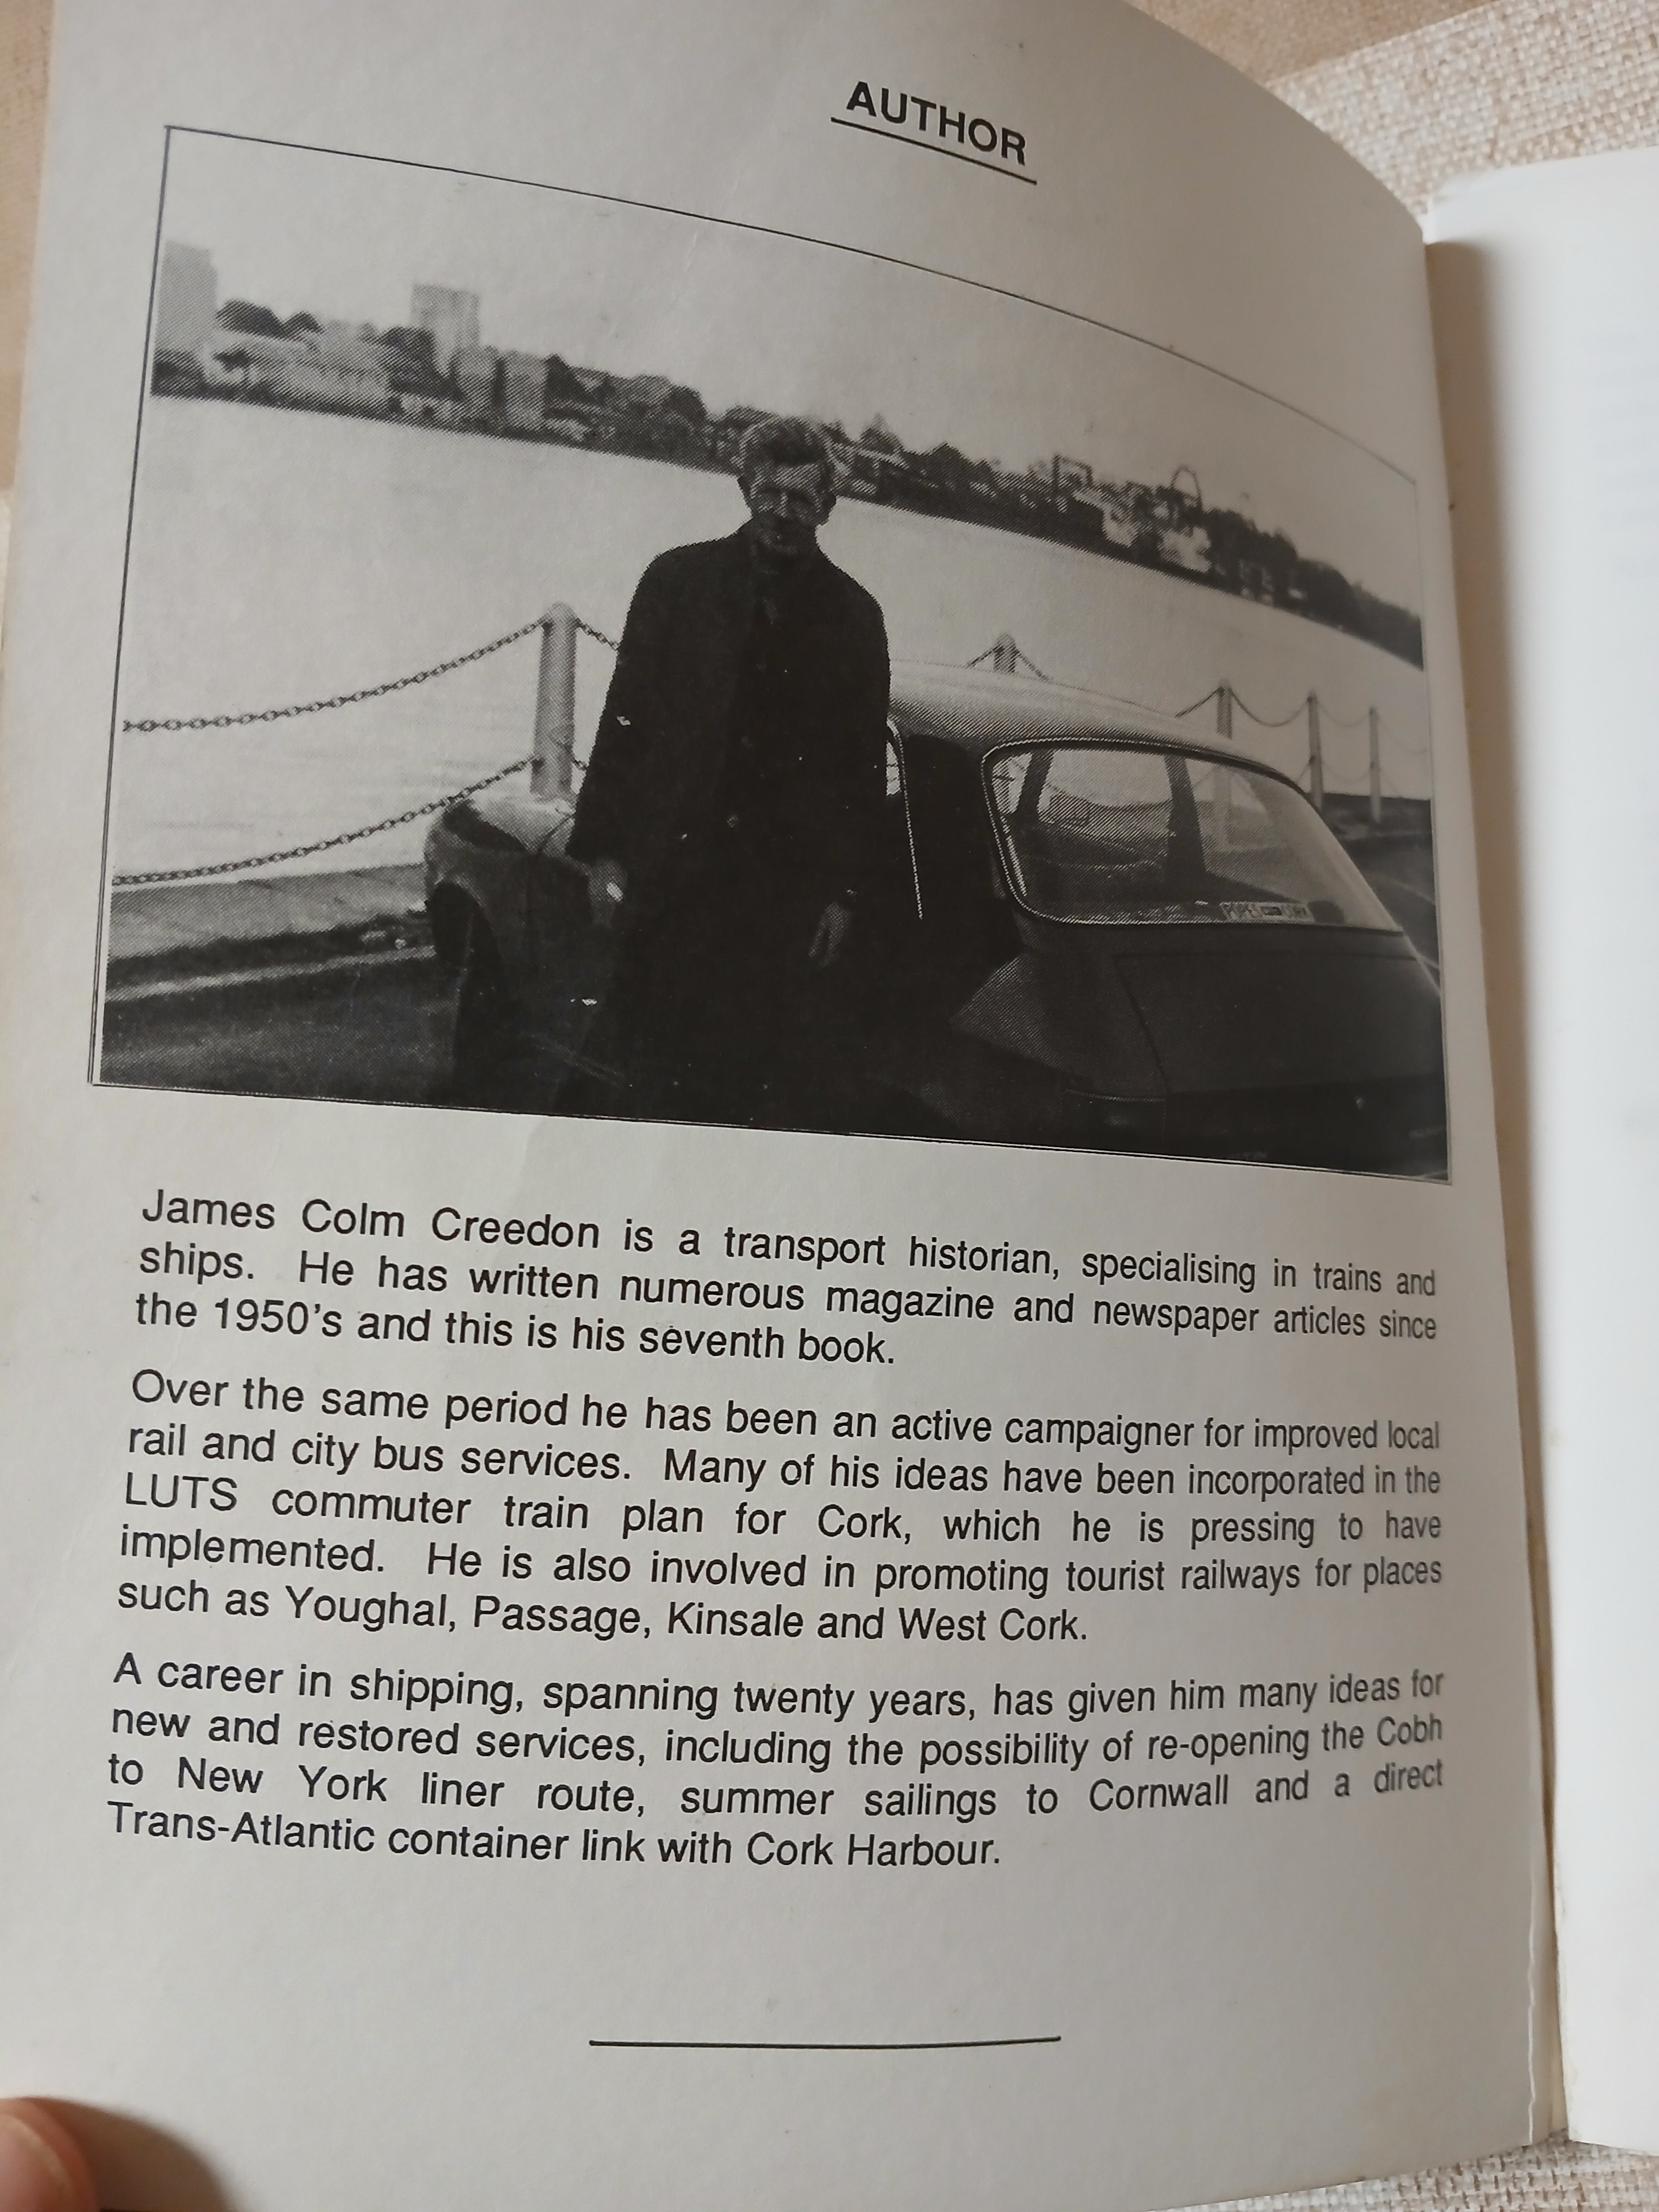 AUTHOR
James Colm Creedon is a transport historian, specialising in trains and
ships. He has written numerous magazine and newspaper articles since
the 1950's and this is his seventh book.
Over the same period he has been an active campaigner for improved local
rail and city bus services. Many of his ideas have been incorporated in the
LUTS commuter train plan for Cork, which he is pressing to have
implemented. He is also involved in promoting tourist railways for places
such as Youghal, Passage, Kinsale and West Cork.
A career in shipping, spanning twenty years, has given him many ideas for
new and restored services, including the possibility of re-opening the Cobh
to New York liner route, summer sailings to Cornwall and a direct
Trans-Atlantic container link with Cork Harbour.